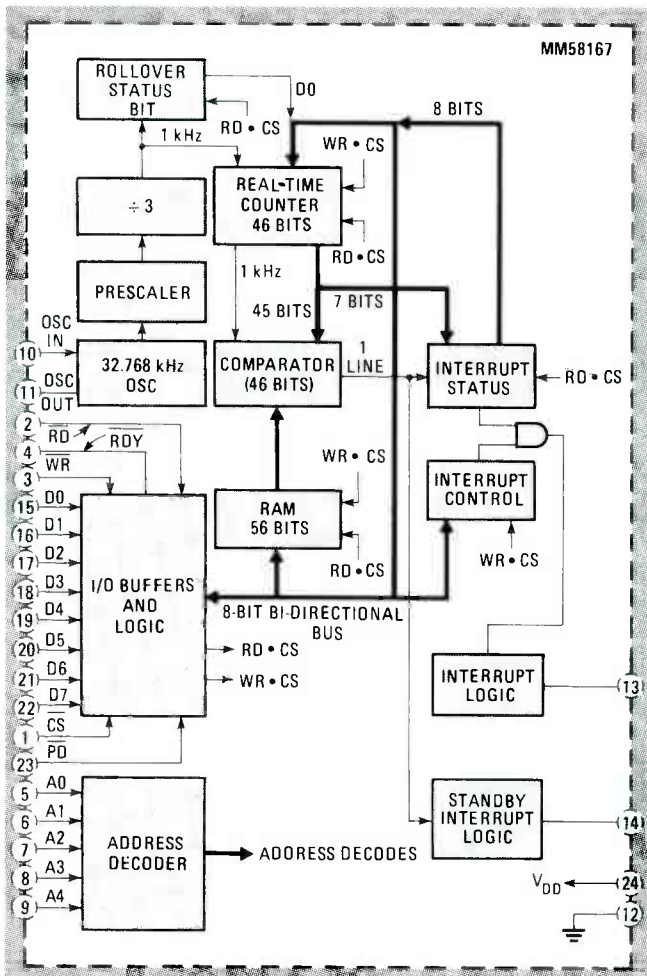 MM58167
ROLLOVER
STATUS
BIT
D0
RD • CS
1 kHz
8 BITS
WR • CS
REAL-TIME
COUNTER
46 BITS
RD • CS
÷ 3
PRESCALER
1 kHz
45 BITS
7 BITS
OSC
IN
10
32.768 kHz
OSC
11
OSC
OUT
COMPARATOR
(46 BITS)
1
LINE
INTERRUPT
STATUS
RD • CS
2
RD
RDY
4
WR
3
WR • CS
RAM
56 BITS
RD • CS
INTERRUPT
CONTROL
WR • CS
15 D0
16 D1
17 D2
18 D3
19 D4
20 D5
21 D6
22 D7
I/O BUFFERS
AND
LOGIC
8-BIT BI-DIRECTIONAL
BUS
RD • CS
WR • CS
1
CS
23
PD
INTERRUPT
LOGIC
13
5 A0
6 A1
7 A2
8 A3
9 A4
ADDRESS
DECODER
ADDRESS DECODES
STANDBY
INTERRUPT
LOGIC
14
VDD
24
12